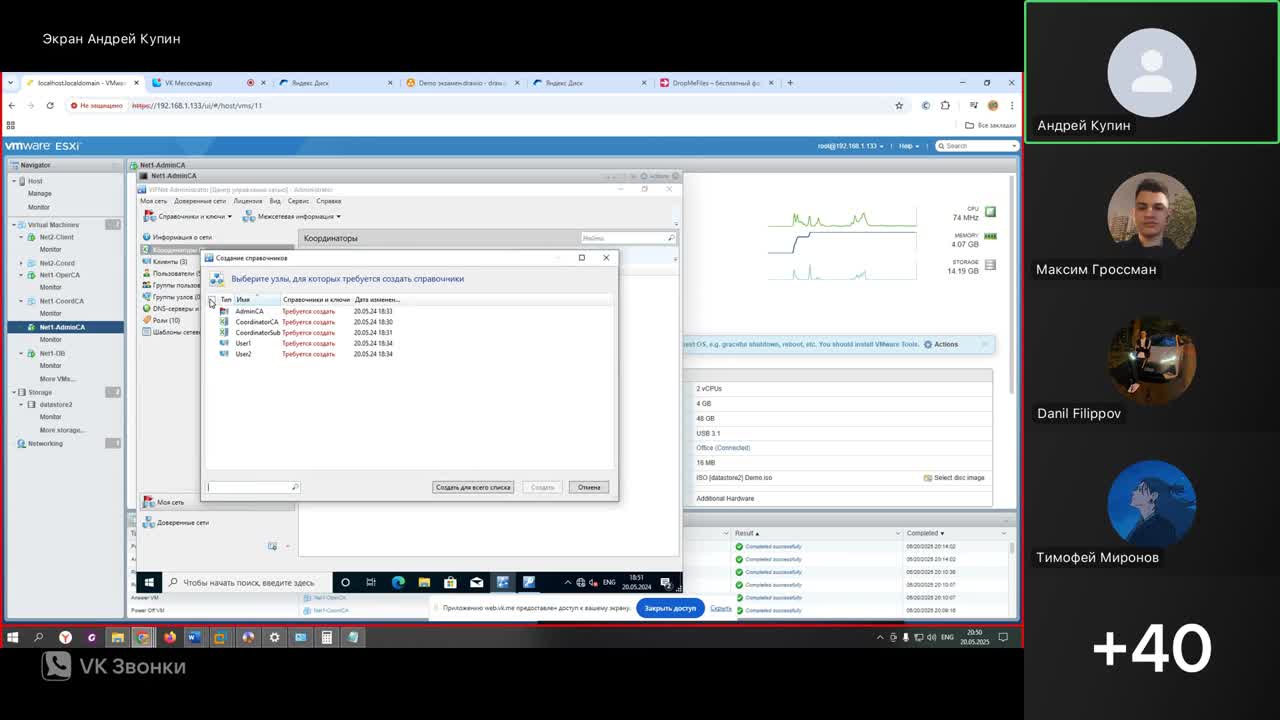 Экран Андрей Купин
localhost.localdomain - VMwa
VK Мессенджер
Яндекс Диск
Demo экзамен.drawio - draw
Яндекс Диск
DropMeFiles – бесплатный ф
Не защищено
https://192.168.1.133/ui/#/host/vms/11
Все закладки
vmware ESXi
root@192.168.1.133
Help
Search
Navigator
Host
Manage
Monitor
Virtual Machines
Net2-Client
Monitor
Net2-Coord
Net1-OperCA
Monitor
Net1-CoordCA
Monitor
Net1-AdminCA
Monitor
Net1-DB
Monitor
More VMs...
Storage
datastore2
Monitor
More storage...
Networking
Net1-AdminCA
Net1-AdminCA
Actions
ViPNet Administrator [Центр управления сетью] - Administrator
Моя сеть
Доверенные сети
Лицензия
Вид
Сервис
Справка
Справочники и ключи
Межсетевая информация
Информация о сети
Координаторы
Клиенты (3)
Пользователи
Группы пользов
Группы узлов (0
DNS-серверы и
Роли (10)
Шаблоны сетев
Координаторы
Найти
Создание справочников
Выберите узлы, для которых требуется создать справочники
Тип
Имя
Справочники и ключи
Дата изменен...
AdminCA
Требуется создать
20.05.24 18:33
CoordinatorCA
Требуется создать
20.05.24 18:30
CoordinatorSub
Требуется создать
20.05.24 18:31
User1
Требуется создать
20.05.24 18:34
User2
Требуется создать
20.05.24 18:34
Создать для всего списка
Создать
Отмена
Моя сеть
Доверенные сети
CPU
74 MHz
MEMORY
4.07 GB
STORAGE
14.19 GB
est OS, e.g. graceful shutdown, reboot, etc. You should install VMware Tools.
Actions
2 vCPUs
4 GB
48 GB
USB 3.1
Office (Connected)
16 MB
ISO [datastore2] Demo.iso
Select disc image
Additional Hardware
Result
Completed
Completed successfully
05/20/2025 20:14:02
Completed successfully
05/20/2025 20:14:02
Completed successfully
05/20/2025 20:10:36
Completed successfully
05/20/2025 20:10:07
Completed successfully
05/20/2025 20:10:07
Completed successfully
05/20/2025 20:09:16
Чтобы начать поиск, введите здесь
ENG
18:51
20.05.2024
Answer VM
Net1-OperCA
Power Off VM
Net1-CoordCA
Приложению web.vk.me предоставлен доступ к вашему экрану.
Закрыть доступ
Скрыть
ENG
20:50
20.05.2025
VK Звонки
Андрей Купин
Максим Гроссман
Danil Filippov
Тимофей Миронов
+40